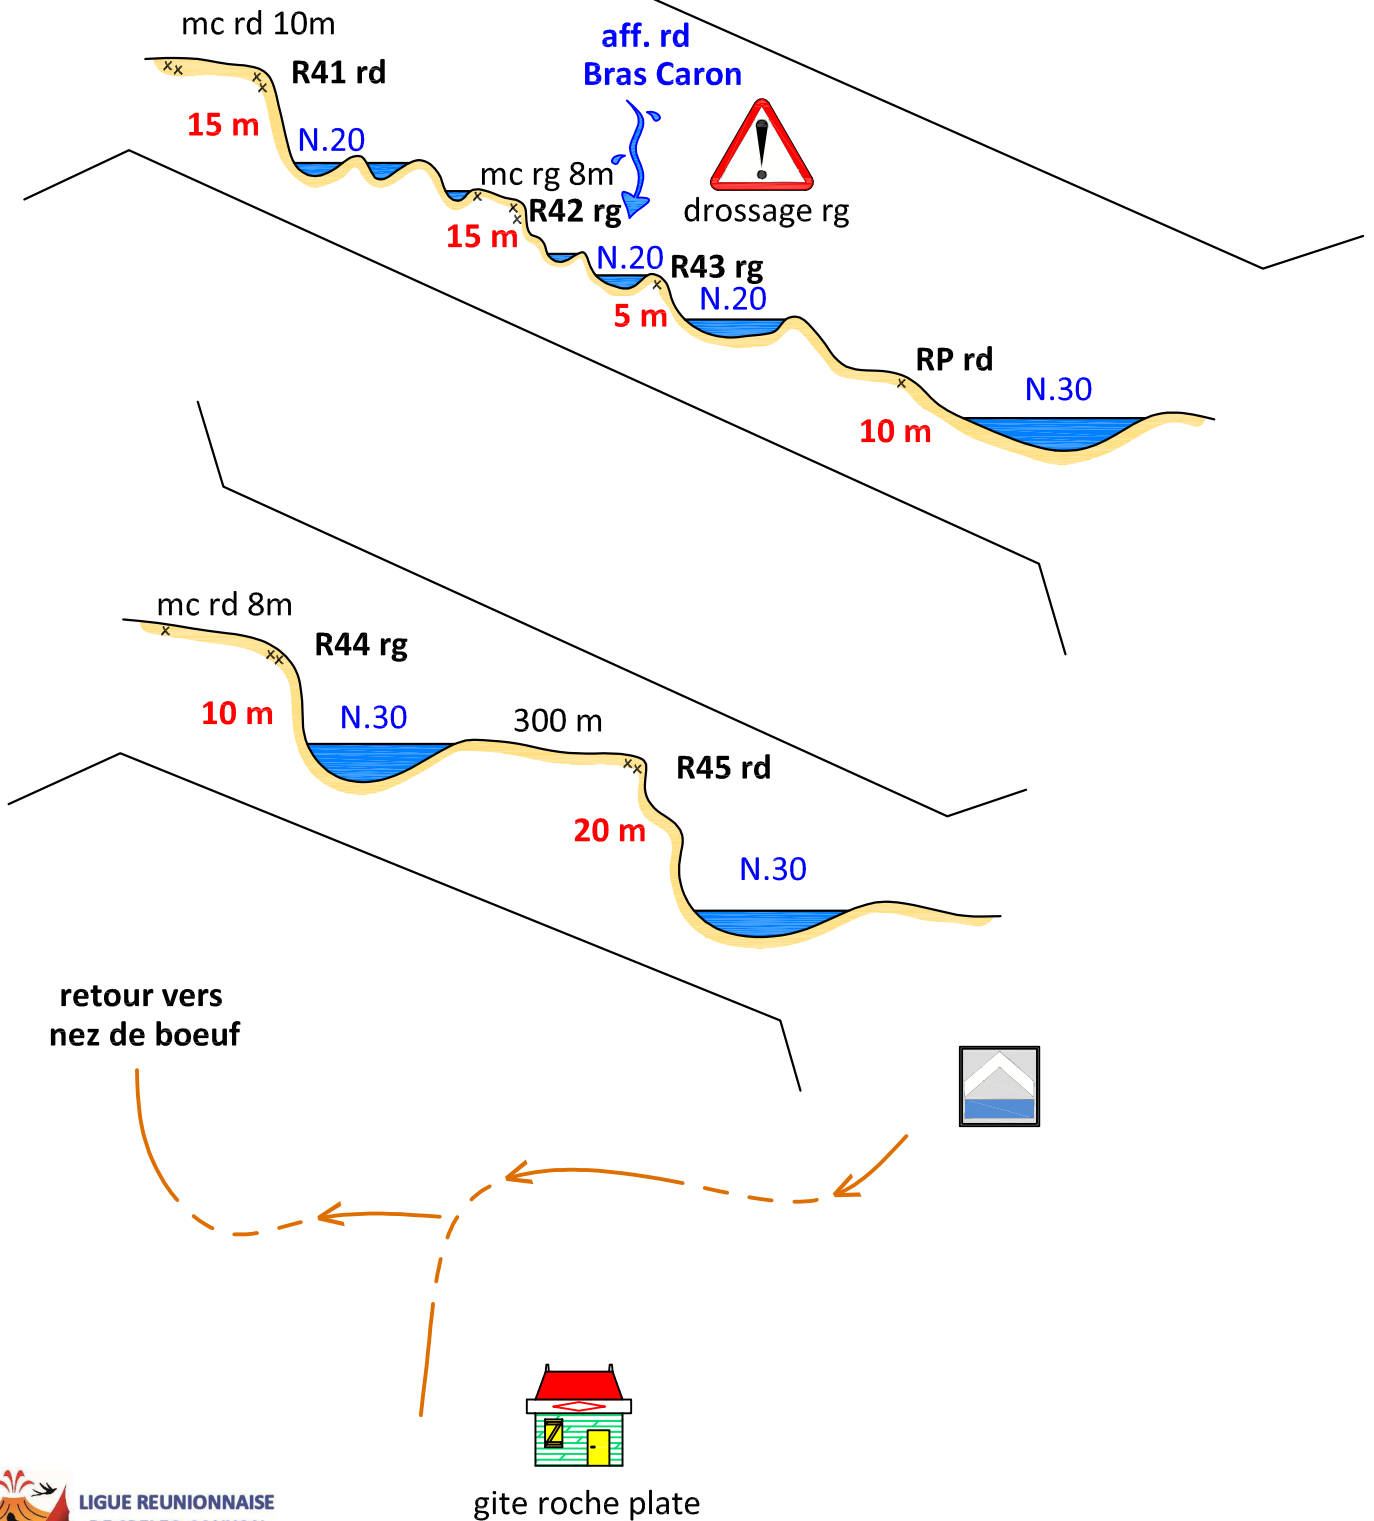 mc rd 10m
R41 rd
15 m
N.20
aff. rd
Bras Caron
mc rg 8m
R42 rg
15 m
drossage rg
N.20
R43 rg
5 m
N.20
RP rd
10 m
N.30
mc rd 8m
R44 rg
10 m
N.30
300 m
R45 rd
20 m
N.30
retour vers
nez de boeuf
gite roche plate
LIGUE REUNIONNAISE